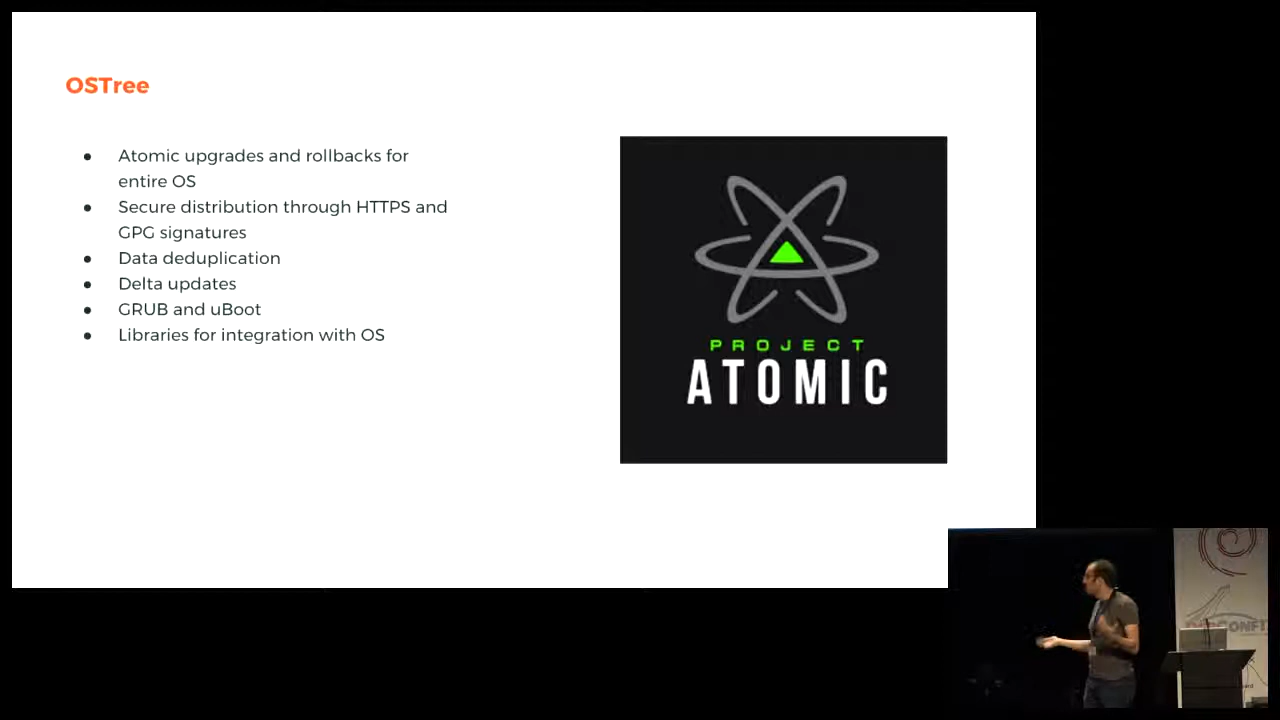 OSTree
● Atomic upgrades and rollbacks for
entire OS
● Secure distribution through HTTPS and
GPG signatures
● Data deduplication
● Delta updates
● GRUB and uBoot
● Libraries for integration with OS
PROJECT
ATOMIC